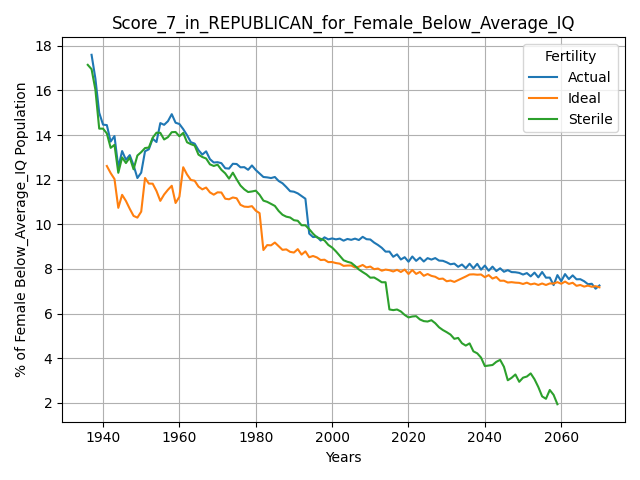 Score_7_in_REPUBLICAN_for_Female_Below_Average_IQ
Fertility
Actual
Ideal
Sterile
% of Female Below_Average_IQ Population
18
16
14
12
10
8
6
4
2
1940 1960 1980 2000 2020 2040 2060
Years